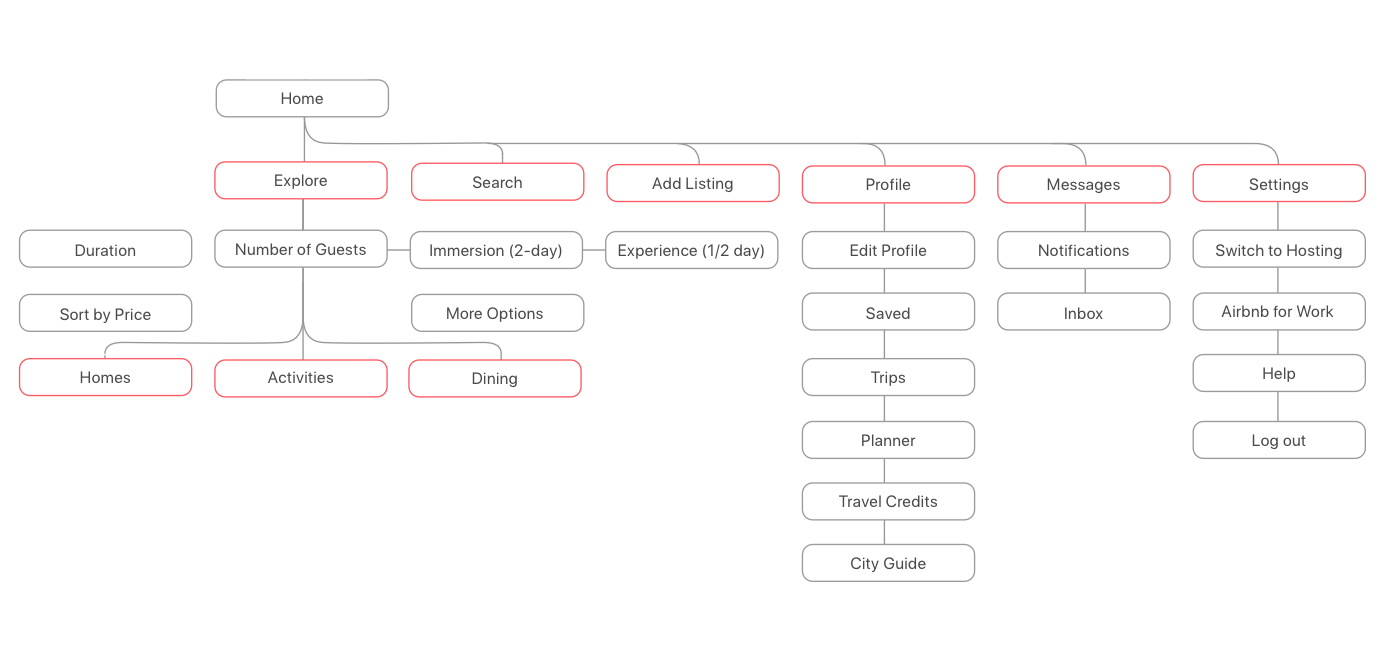 Home
Explore
Search
Add Listing
Profile
Messages
Settings
Duration
Number of Guests
Immersion (2-day)
Experience (1/2 day)
Edit Profile
Notifications
Switch to Hosting
Sort by Price
More Options
Saved
Inbox
Airbnb for Work
Homes
Activities
Dining
Trips
Help
Planner
Log out
Travel Credits
City Guide